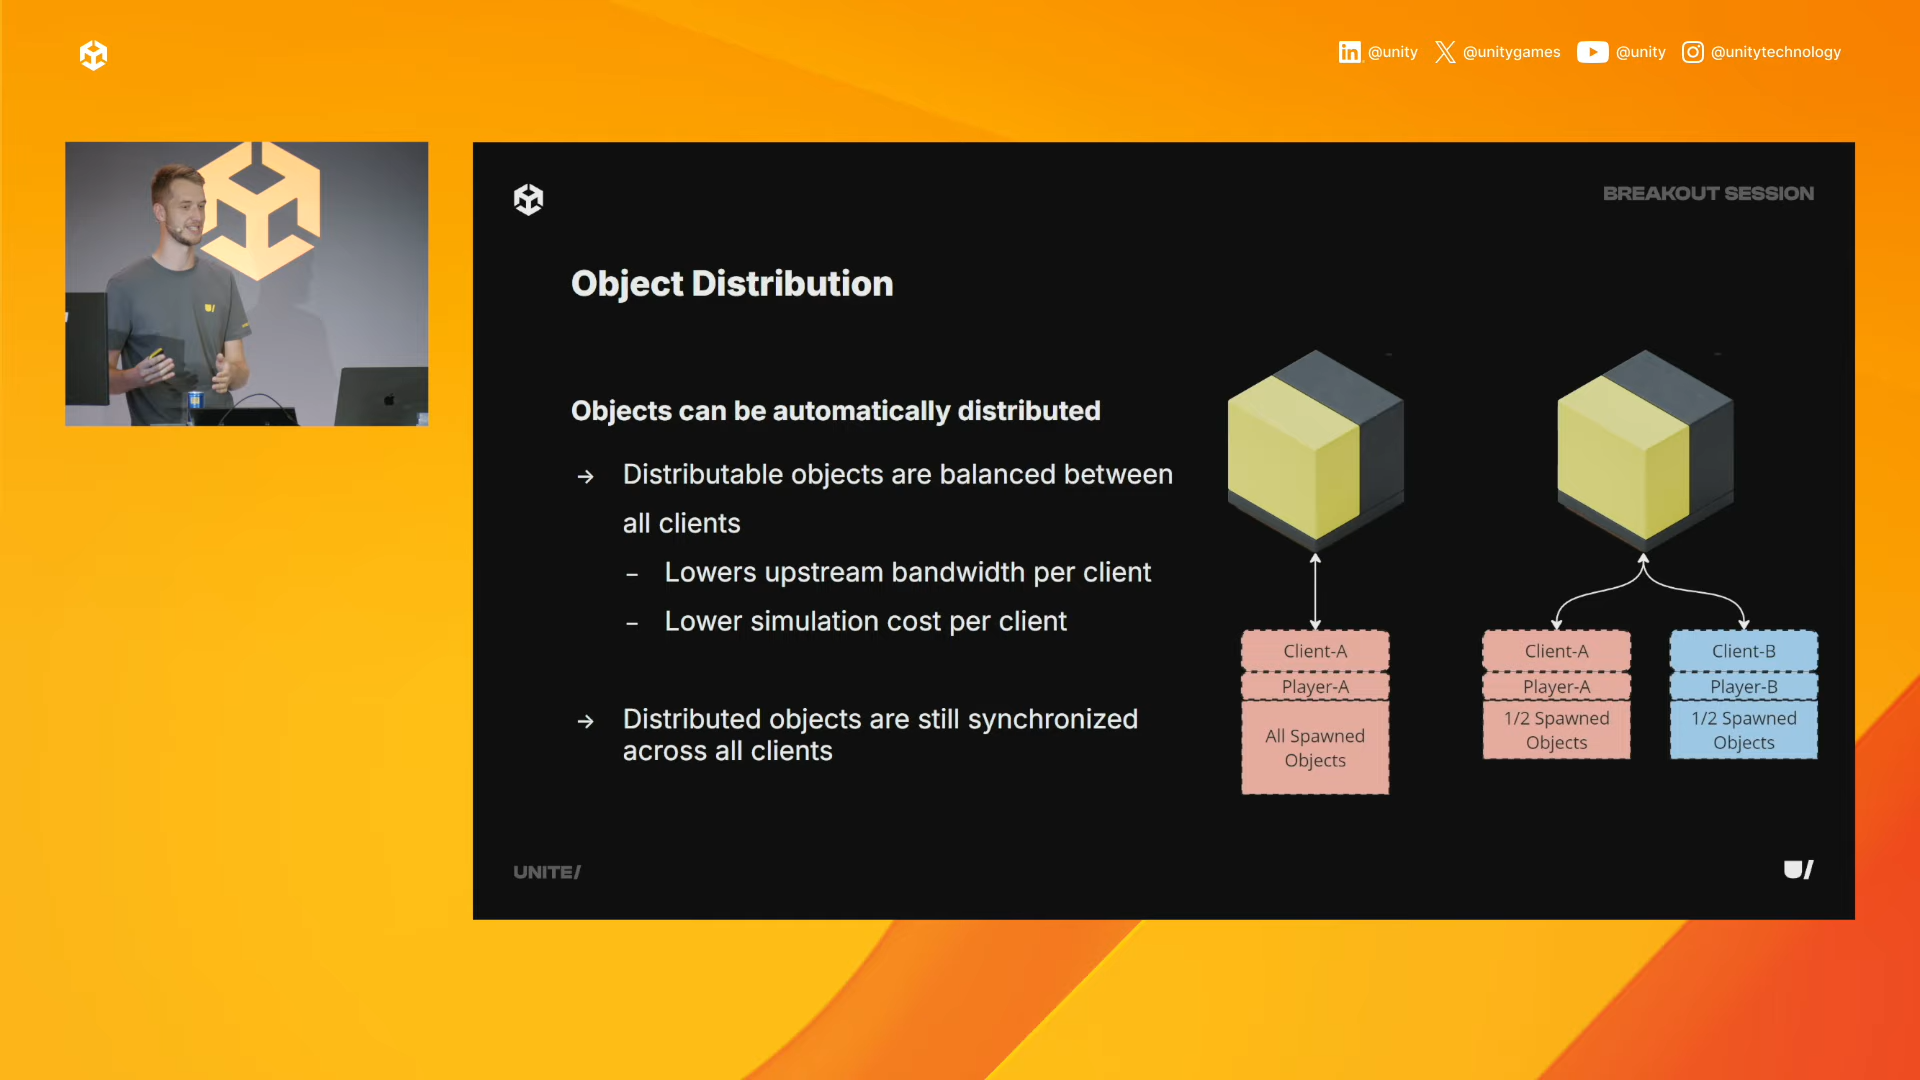 @unity
@unitygames
@unity
@unitytechnology
BREAKOUT SESSION
Object Distribution
Objects can be automatically distributed
→ Distributable objects are balanced between
all clients
– Lowers upstream bandwidth per client
– Lower simulation cost per client
→ Distributed objects are still synchronized
across all clients
Client-A
Player-A
All Spawned
Objects
Client-A
Player-A
1/2 Spawned
Objects
Client-B
Player-B
1/2 Spawned
Objects
UNITE/
U/